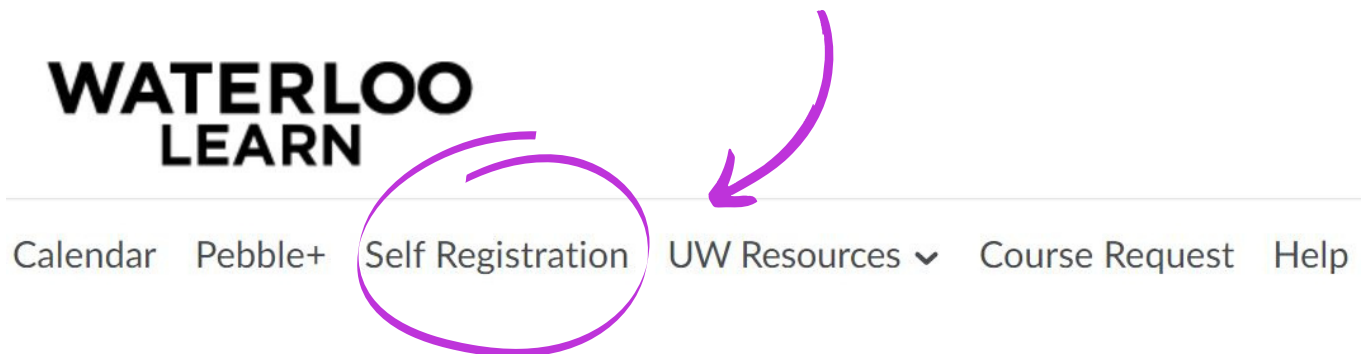 WATERLOO
LEARN
Calendar Pebble+ Self Registration UW Resources Course Request Help